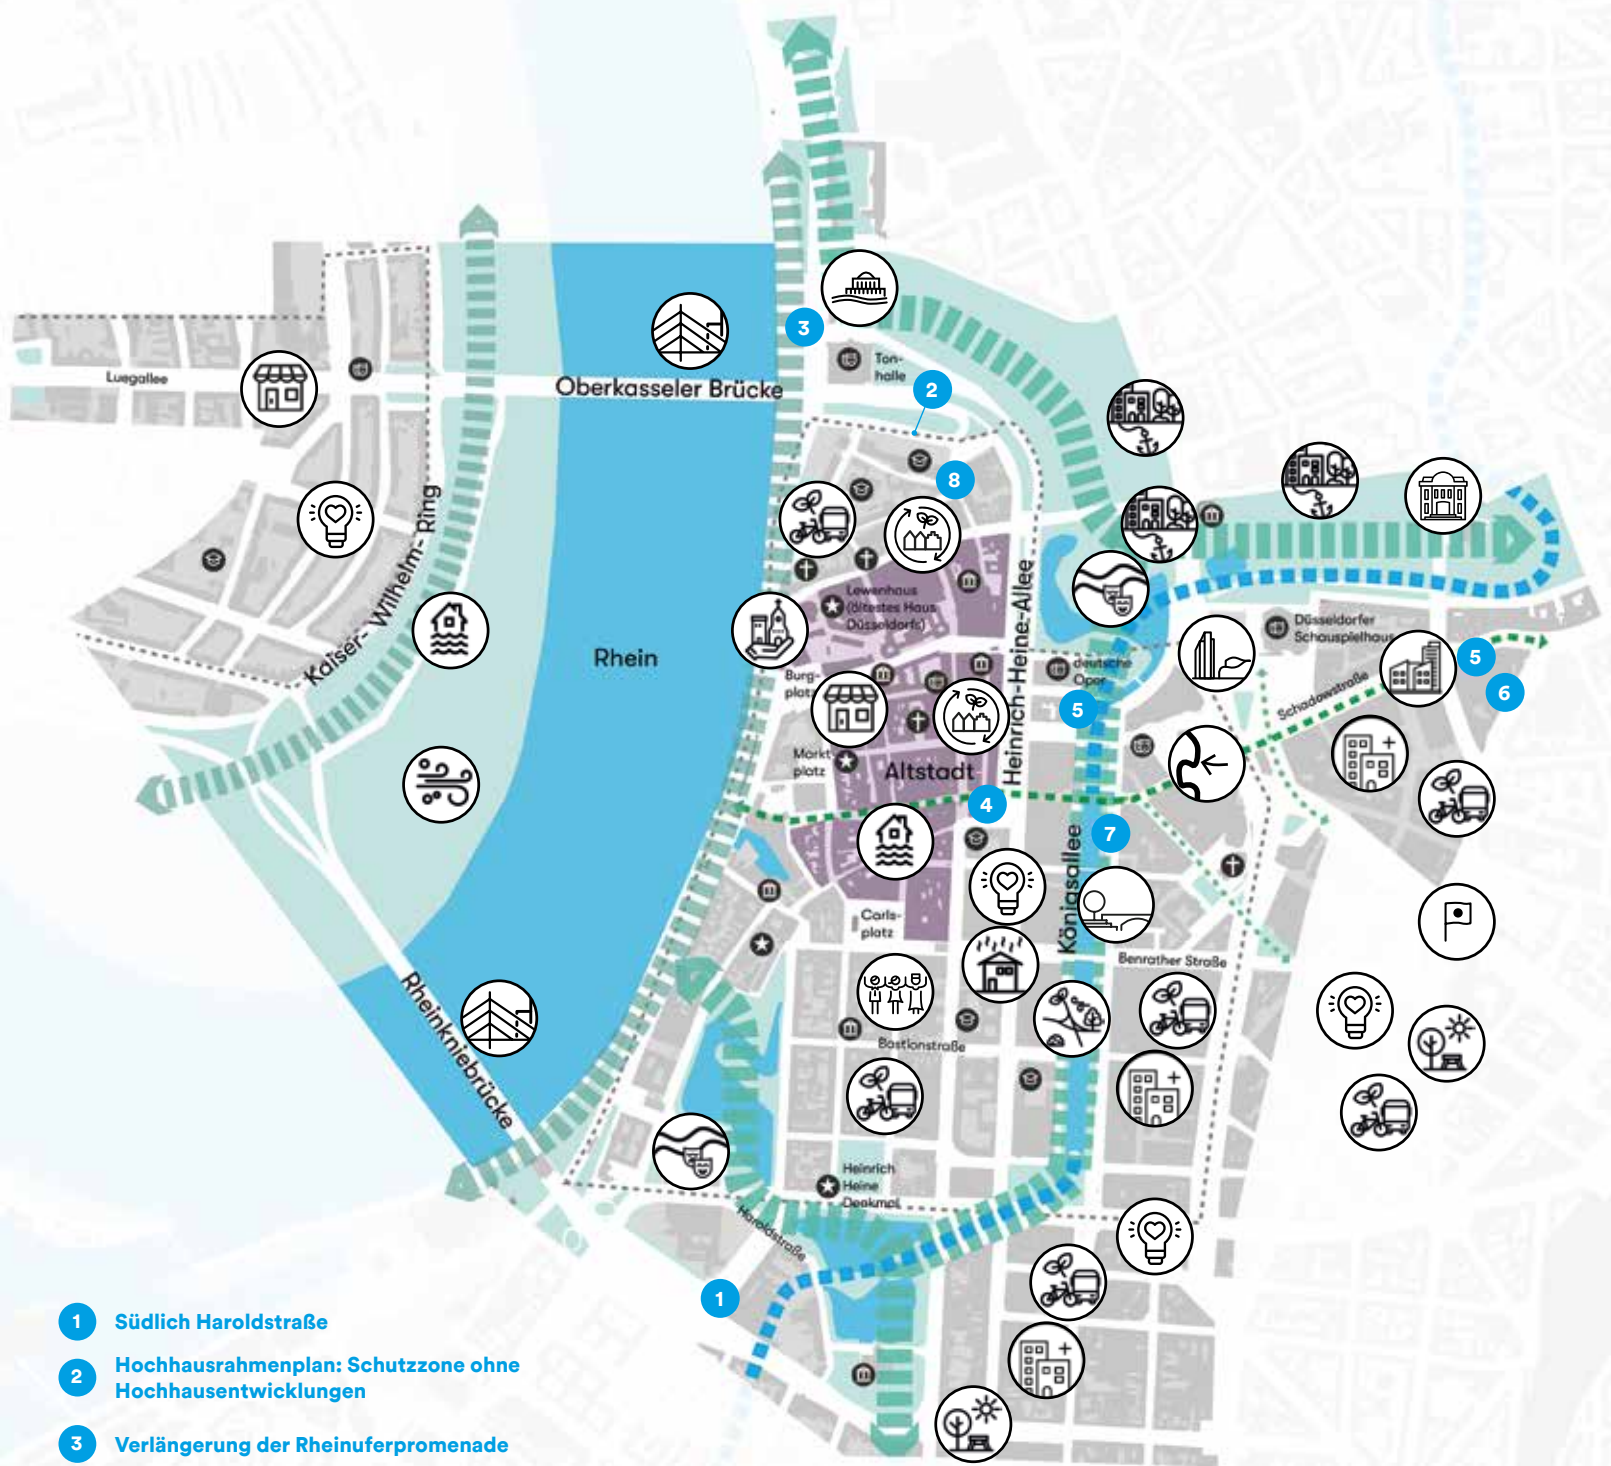 3
Ton-
halle
Luegallee
Oberkasseler Brücke
2
8
Kaiser- Wilhelm- Ring
Heinrich-Heine-Allee
Lewenhaus
(ältestes Haus
Düsseldorfs)
Düsseldorfer
Schauspielhaus
Rhein
deutsche
Oper
5
6
Burg-
platz
5
Schadowstraße
Markt
platz
Altstadt
4
7
Königsallee
Carls-
platz
Benrather Straße
Rheinkniebrücke
Bastionstraße
Heinrich
Heine
Denkmal
Haroldstraße
1
1 Südlich Haroldstraße
2 Hochhausrahmenplan: Schutzzone ohne
Hochhausentwicklungen
3 Verlängerung der Rheinuferpromenade